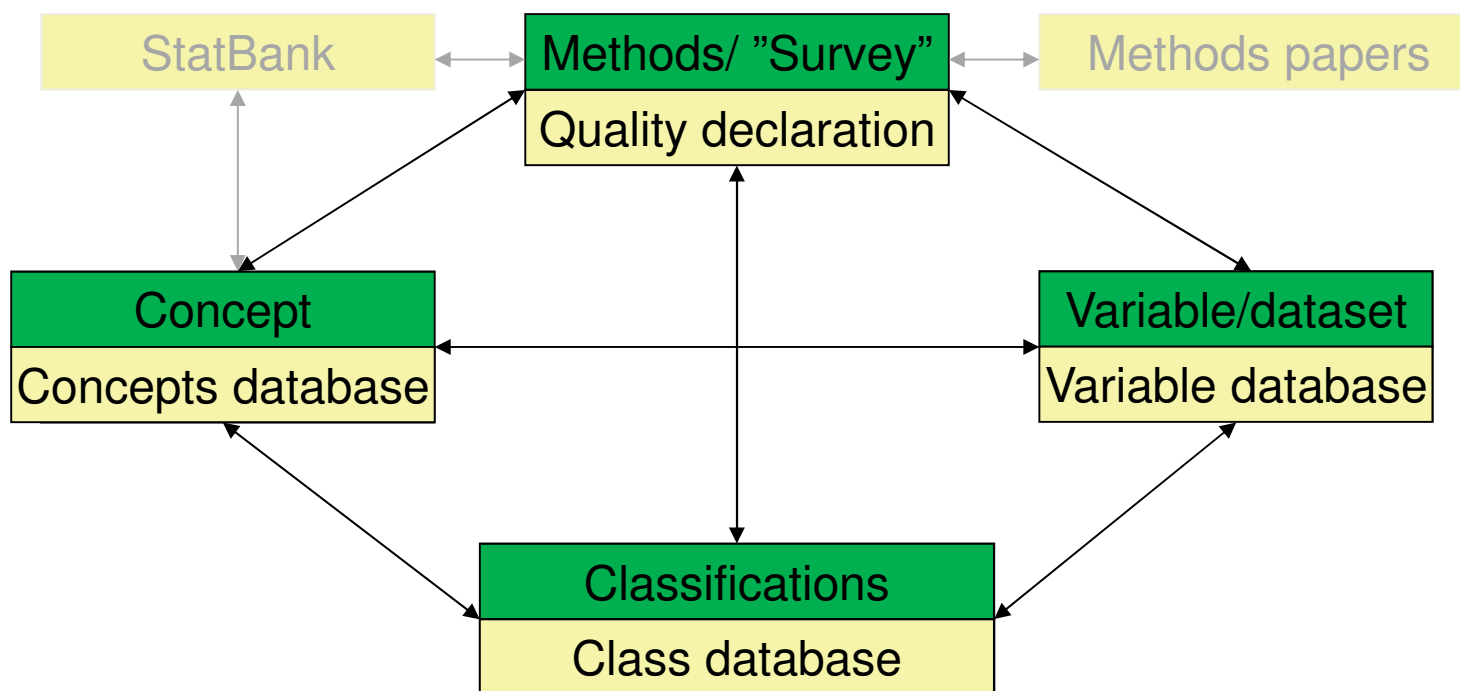 StatBank
Methods/ ”Survey”
Methods papers
Quality declaration
Concept
Variable/dataset
Concepts database
Variable database
Classifications
Class database